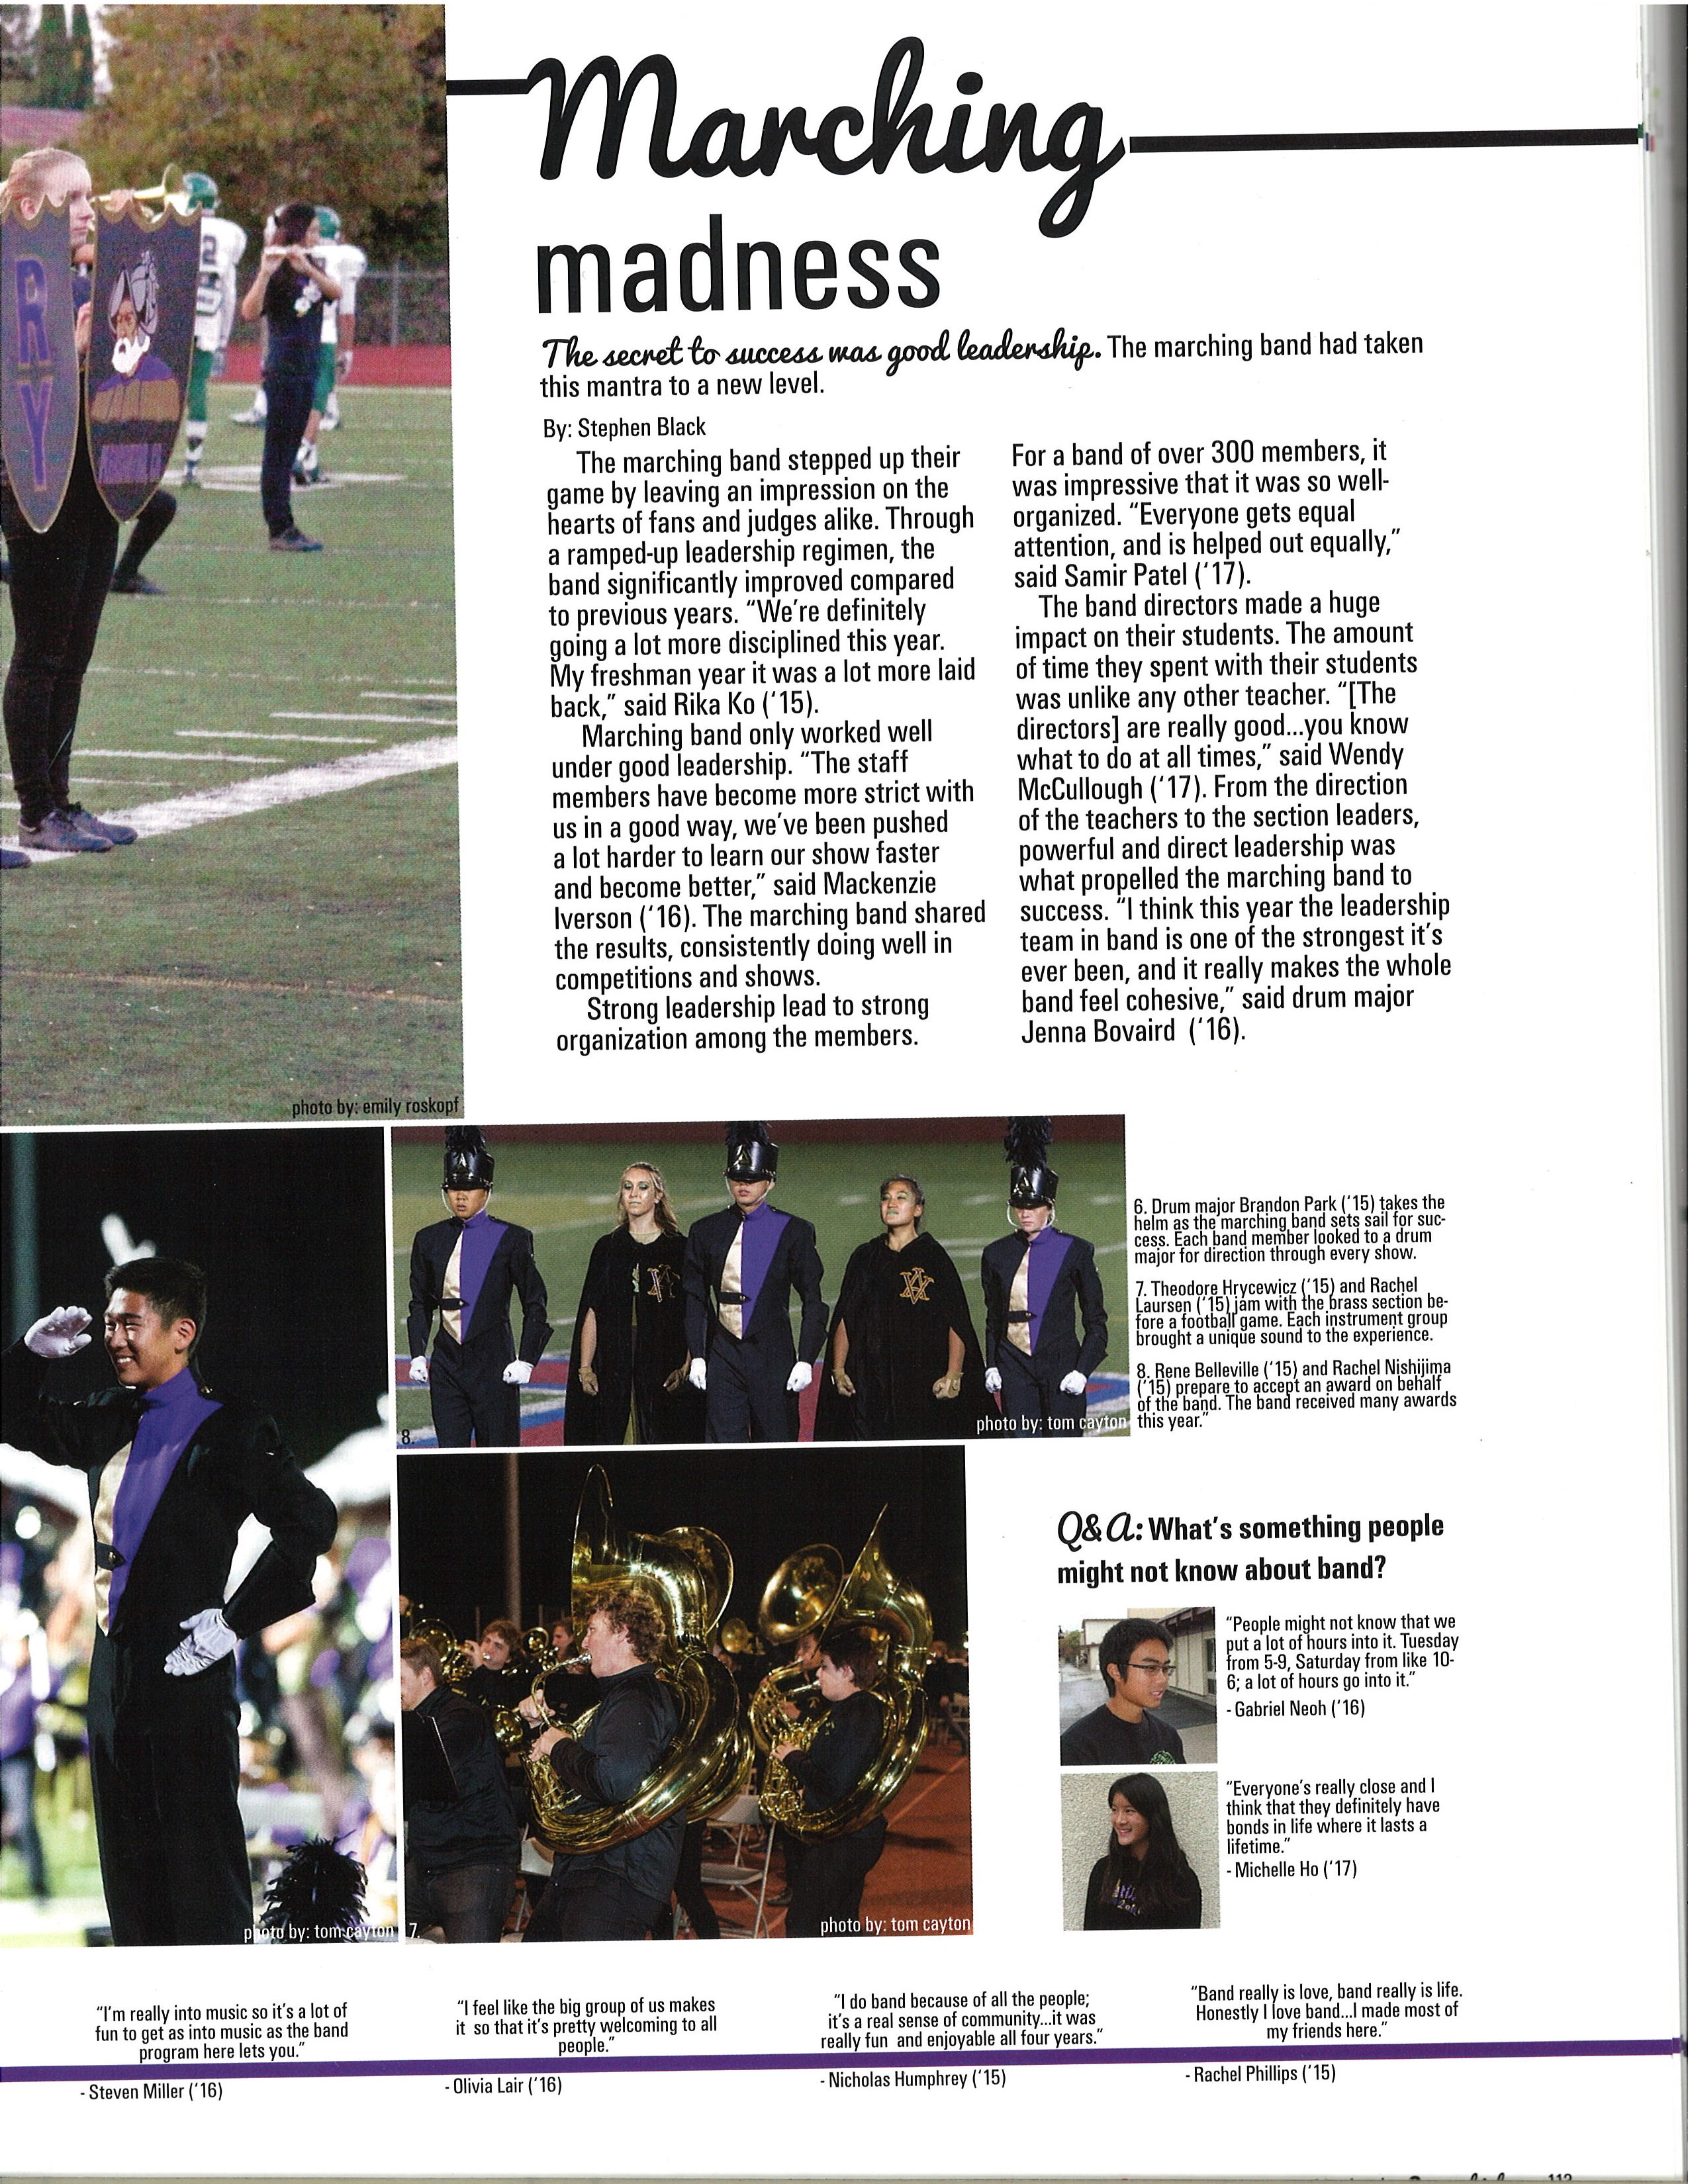 Marching
madness
The secret to success was good leadership. The marching band had taken
this mantra to a new level.
By: Stephen Black
The marching band stepped up their
game by leaving an impression on the
hearts of fans and judges alike. Through
a ramped-up leadership regimen, the
band significantly improved compared
to previous years. “We’re definitely
going a lot more disciplined this year.
My freshman year it was a lot more laid
back,” said Rika Ko (‘15).
Marching band only worked well
under good leadership. “The staff
members have become more strict with
us in a good way, we’ve been pushed
a lot harder to learn our show faster
and become better,” said Mackenzie
Iverson (‘16). The marching band shared
the results, consistently doing well in
competitions and shows.
Strong leadership lead to strong
organization among the members.
For a band of over 300 members, it
was impressive that it was so well-
organized. “Everyone gets equal
attention, and is helped out equally,”
said Samir Patel (‘17).
The band directors made a huge
impact on their students. The amount
of time they spent with their students
was unlike any other teacher. “[The
directors] are really good...you know
what to do at all times,” said Wendy
McCullough (‘17). From the direction
of the teachers to the section leaders,
powerful and direct leadership was
what propelled the marching band to
success. “I think this year the leadership
team in band is one of the strongest it’s
ever been, and it really makes the whole
band feel cohesive,” said drum major
Jenna Bovaird (‘16).
R
Y
photo by: emily roskopf
6. Drum major Brandon Park (‘15) takes the
helm as the marching band sets sail for suc-
cess. Each band member looked to a drum
major for direction through every show.
7. Theodore Hrycewicz (‘15) and Rachel
Laursen (‘15) jam with the brass section be-
fore a football game. Each instrument group
brought a unique sound to the experience.
8. Rene Belleville (‘15) and Rachel Nishijima
(‘15) prepare to accept an award on behalf
of the band. The band received many awards
this year.”
8.
photo by: tom cayton
photo by: tom cayton
7.
photo by: tom cayton
Q&A: What’s something people
might not know about band?
“People might not know that we
put a lot of hours into it. Tuesday
from 5-9, Saturday from like 10-
6; a lot of hours go into it.”
- Gabriel Neoh (‘16)
“Everyone’s really close and I
think that they definitely have
bonds in life where it lasts a
lifetime.”
- Michelle Ho (‘17)
“I’m really into music so it’s a lot of
fun to get as into music as the band
program here lets you.”
- Steven Miller (‘16)
“I feel like the big group of us makes
it so that it’s pretty welcoming to all
people.”
- Olivia Lair (‘16)
“I do band because of all the people;
it’s a real sense of community...it was
really fun and enjoyable all four years.”
- Nicholas Humphrey (‘15)
“Band really is love, band really is life.
Honestly I love band...I made most of
my friends here.”
- Rachel Phillips (‘15)